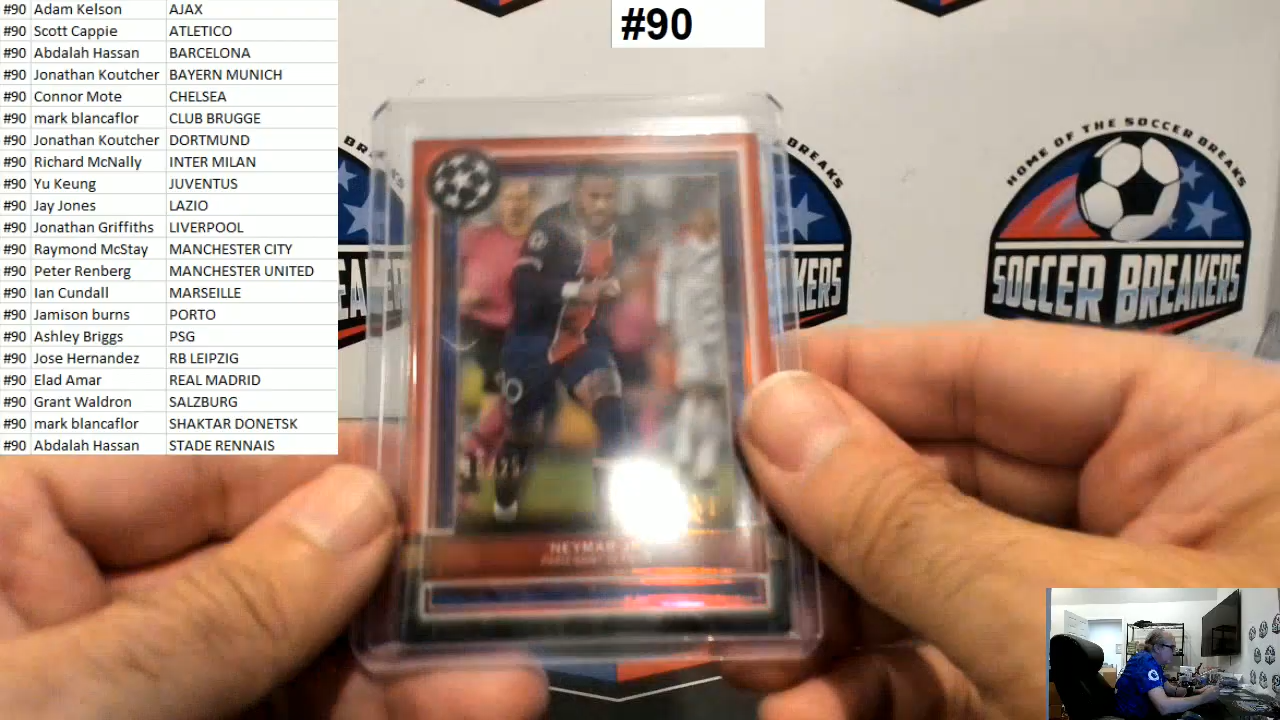 #90 Adam Kelson AJAX
#90 Scott Cappie ATLETICO
#90 Abdalah Hassan BARCELONA
#90 Jonathan Koutcher BAYERN MUNICH
#90 Connor Mote CHELSEA
#90 mark blancaflor CLUB BRUGGE
#90 Jonathan Koutcher DORTMUND
#90 Richard McNally INTER MILAN
#90 Yu Keung JUVENTUS
#90 Jay Jones LAZIO
#90 Jonathan Griffiths LIVERPOOL
#90 Raymond McStay MANCHESTER CITY
#90 Peter Renberg MANCHESTER UNITED
#90 Ian Cundall MARSEILLE
#90 Jamison burns PORTO
#90 Ashley Briggs PSG
#90 Jose Hernandez RB LEIPZIG
#90 Elad Amar REAL MADRID
#90 Grant Waldron SALZBURG
#90 mark blancaflor SHAKTAR DONETSK
#90 Abdalah Hassan STADE RENNAIS
#90
HOME OF THE SOCCER BREAKS
SOCCER BREAKERS
BREAKS
KERS
NEYMAR